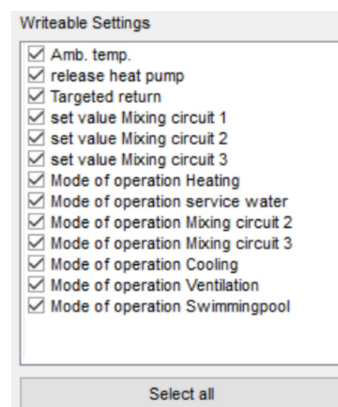 Writeable Settings
Amb. temp.
release heat pump
Targeted return
set value Mixing circuit 1
set value Mixing circuit 2
set value Mixing circuit 3
Mode of operation Heating
Mode of operation service water
Mode of operation Mixing circuit 2
Mode of operation Mixing circuit 3
Mode of operation Cooling
Mode of operation Ventilation
Mode of operation Swimmingpool
Select all